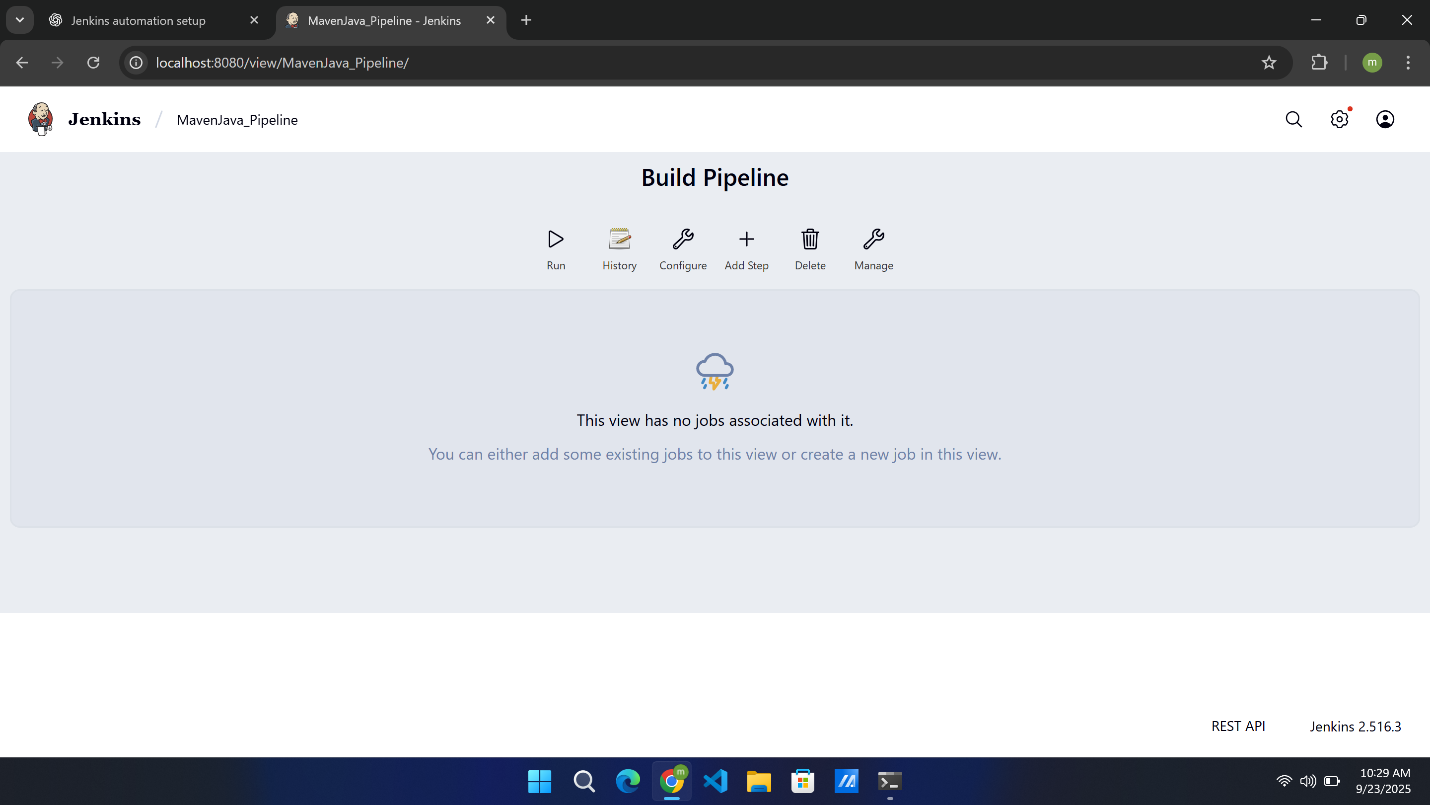 Jenkins automation setup
MavenJava_Pipeline - Jenkins
localhost:8080/view/MavenJava_Pipeline/
m
Jenkins / MavenJava_Pipeline
Build Pipeline
Run History Configure Add Step Delete Manage
This view has no jobs associated with it.
You can either add some existing jobs to this view or create a new job in this view.
REST API Jenkins 2.516.3
m
10:29 AM
9/23/2025